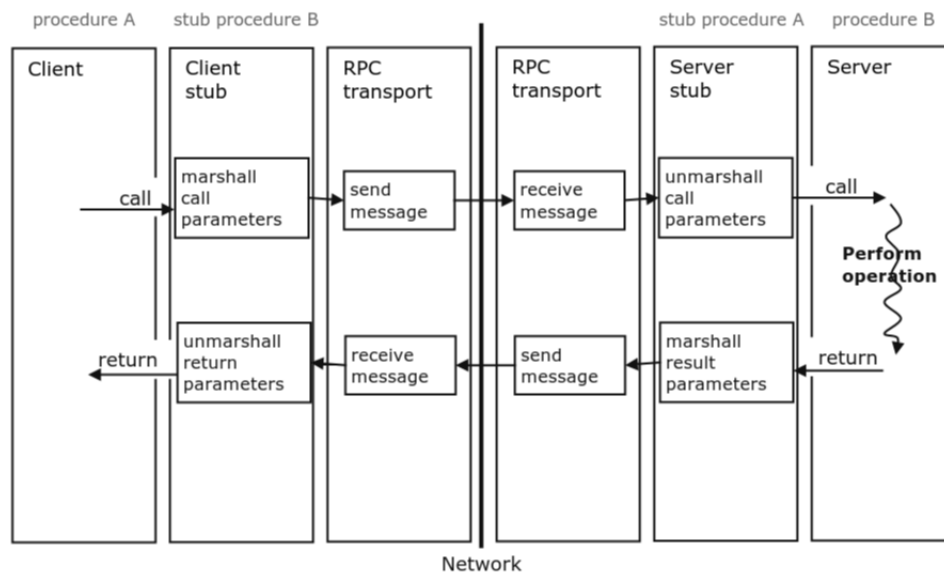 procedure A
stub procedure B
stub procedure A
procedure B
Client
Client
stub
RPC
transport
RPC
transport
Server
stub
Server
call
marshall
call
parameters
send
message
receive
message
unmarshall
call
parameters
call
Perform
operation
return
unmarshall
return
parameters
receive
message
send
message
marshall
result
parameters
return
Network